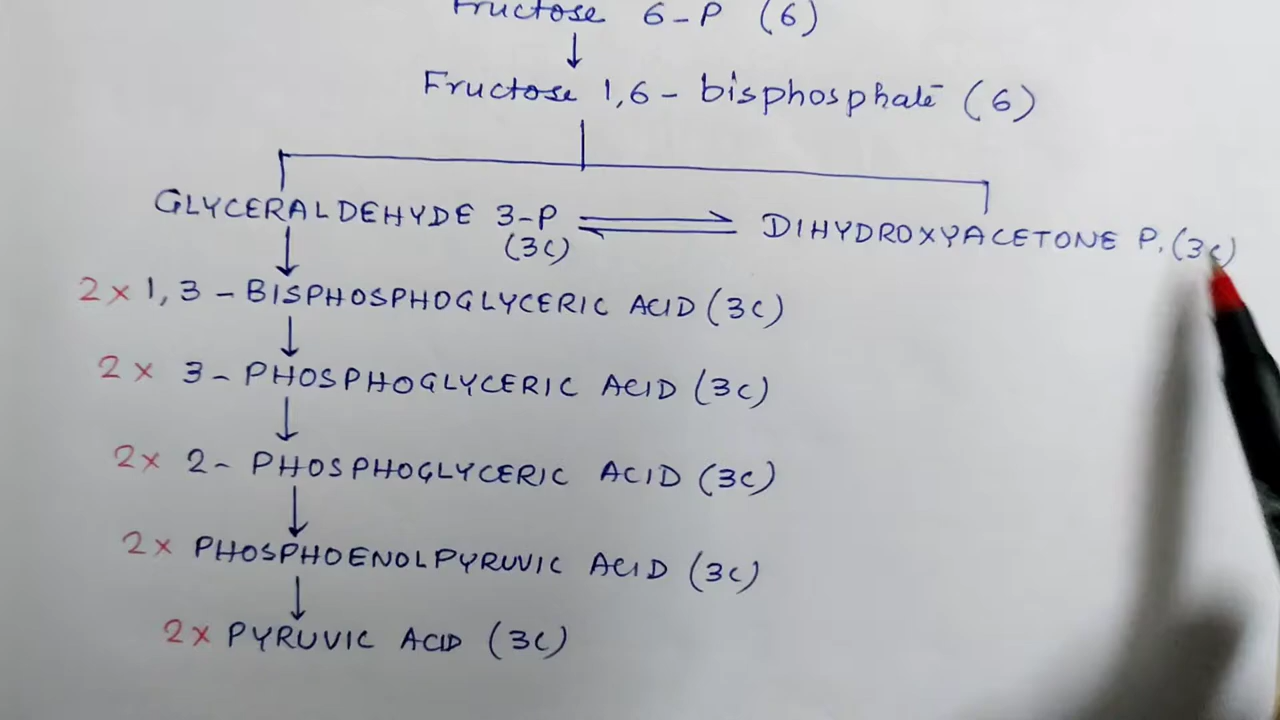 Fructose 6-P (6)
Fructose 1,6-bisphosphate (6)
GLYCERALDEHYDE 3-P
(3C)
DIHYDROXYACETONE P. (3C)
2x 1,3-BISPHOSPHOGLYCERIC ACID (3C)
2x 3-PHOSPHOGLYCERIC ACID (3C)
2x 2-PHOSPHOGLYCERIC ACID (3C)
2x PHOSPHOENOLPYRUVIC ACID (3C)
2x PYRUVIC ACID (3C)